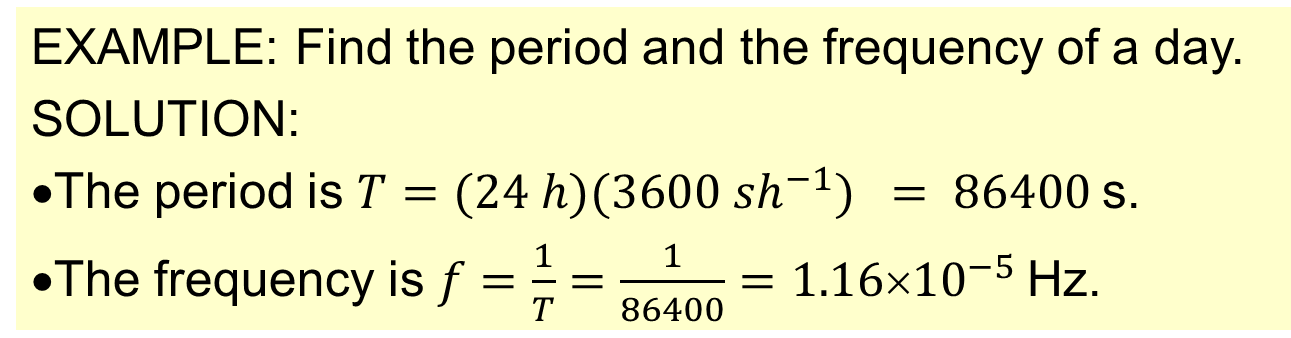 EXAMPLE: Find the period and the frequency of a day.
SOLUTION:
•The period is T = (24 h)(3600 sh⁻¹) = 86400 s.
•The frequency is f = 1/T = 1/86400 = 1.16×10⁻⁵ Hz.